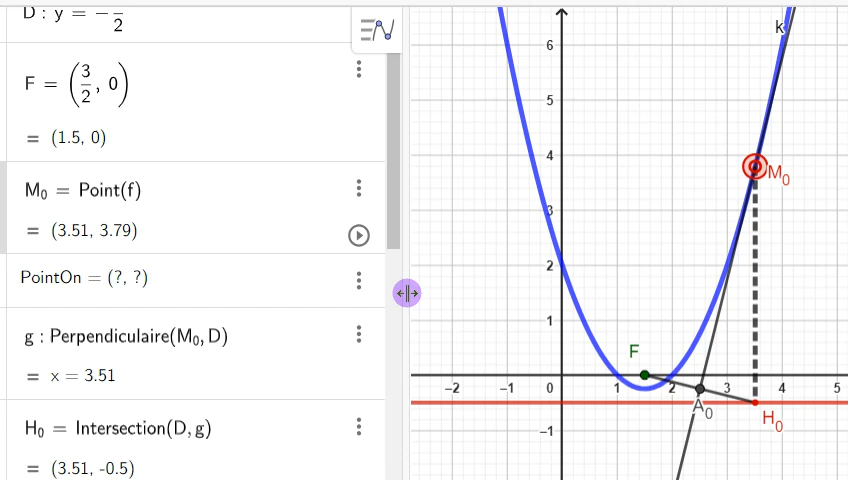 D : y = −
2
F = (3/2, 0)
= (1.5, 0)
M₀ = Point(f)
= (3.51, 3.79)
PointOn = (?, ?)
g : Perpendiculaire(M₀, D)
= x = 3.51
H₀ = Intersection(D, g)
= (3.51, -0.5)
k
6
5
4
M₀
3
2
1
F
−2 −1 0 1 2 3 4 5
A₀
H₀
−1